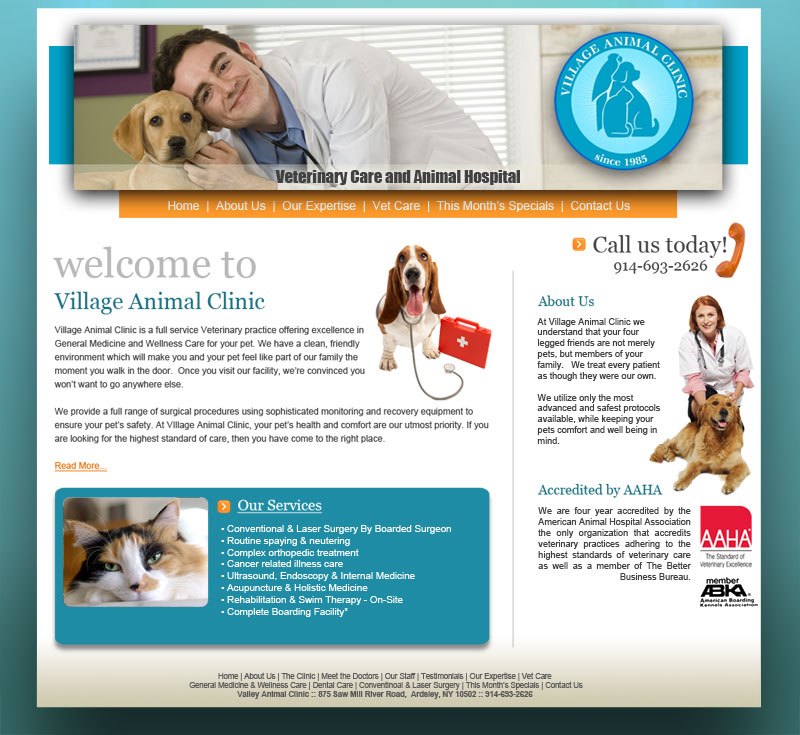 VILLAGE ANIMAL CLINIC
since 1985
Veterinary Care and Animal Hospital
Home | About Us | Our Expertise | Vet Care | This Month's Specials | Contact Us
Call us today!
914-693-2626
welcome to
Village Animal Clinic
Village Animal Clinic is a full service Veterinary practice offering excellence in
General Medicine and Wellness Care for your pet. We have a clean, friendly
environment which will make you and your pet feel like part of our family the
moment you walk in the door. Once you visit our facility, we're convinced you
won't want to go anywhere else.
We provide a full range of surgical procedures using sophisticated monitoring and recovery equipment to
ensure your pet's safety. At Village Animal Clinic, your pet's health and comfort are our utmost priority. If you
are looking for the highest standard of care, then you have come to the right place.
Read More...
Our Services
• Conventional & Laser Surgery By Boarded Surgeon
• Routine spaying & neutering
• Complex orthopedic treatment
• Cancer related illness care
• Ultrasound, Endoscopy & Internal Medicine
• Acupuncture & Holistic Medicine
• Rehabilitation & Swim Therapy - On-Site
• Complete Boarding Facility*
About Us
At Village Animal Clinic we
understand that your four
legged friends are not merely
pets, but members of your
family. We treat every patient
as though they were our own.
We utilize only the most
advanced and safest protocols
available, while keeping your
pets comfort and well being in
mind.
Accredited by AAHA
We are four year accredited by the
American Animal Hospital Association
the only organization that accredits
veterinary practices adhering to the
highest standards of veterinary care
as well as a member of The Better
Business Bureau.
AAHA
The Standard of
Veterinary Excellence
member
ABKA
American Boarding
Kennels Association
Home | About Us | The Clinic | Meet the Doctors | Our Staff | Testimonials | Our Expertise | Vet Care
General Medicine & Wellness Care | Dental Care | Conventinoal & Laser Surgery | This Month's Specials | Contact Us
Valley Animal Clinic :: 875 Saw Mill River Road, Ardsley, NY 10502 :: 914-693-2626